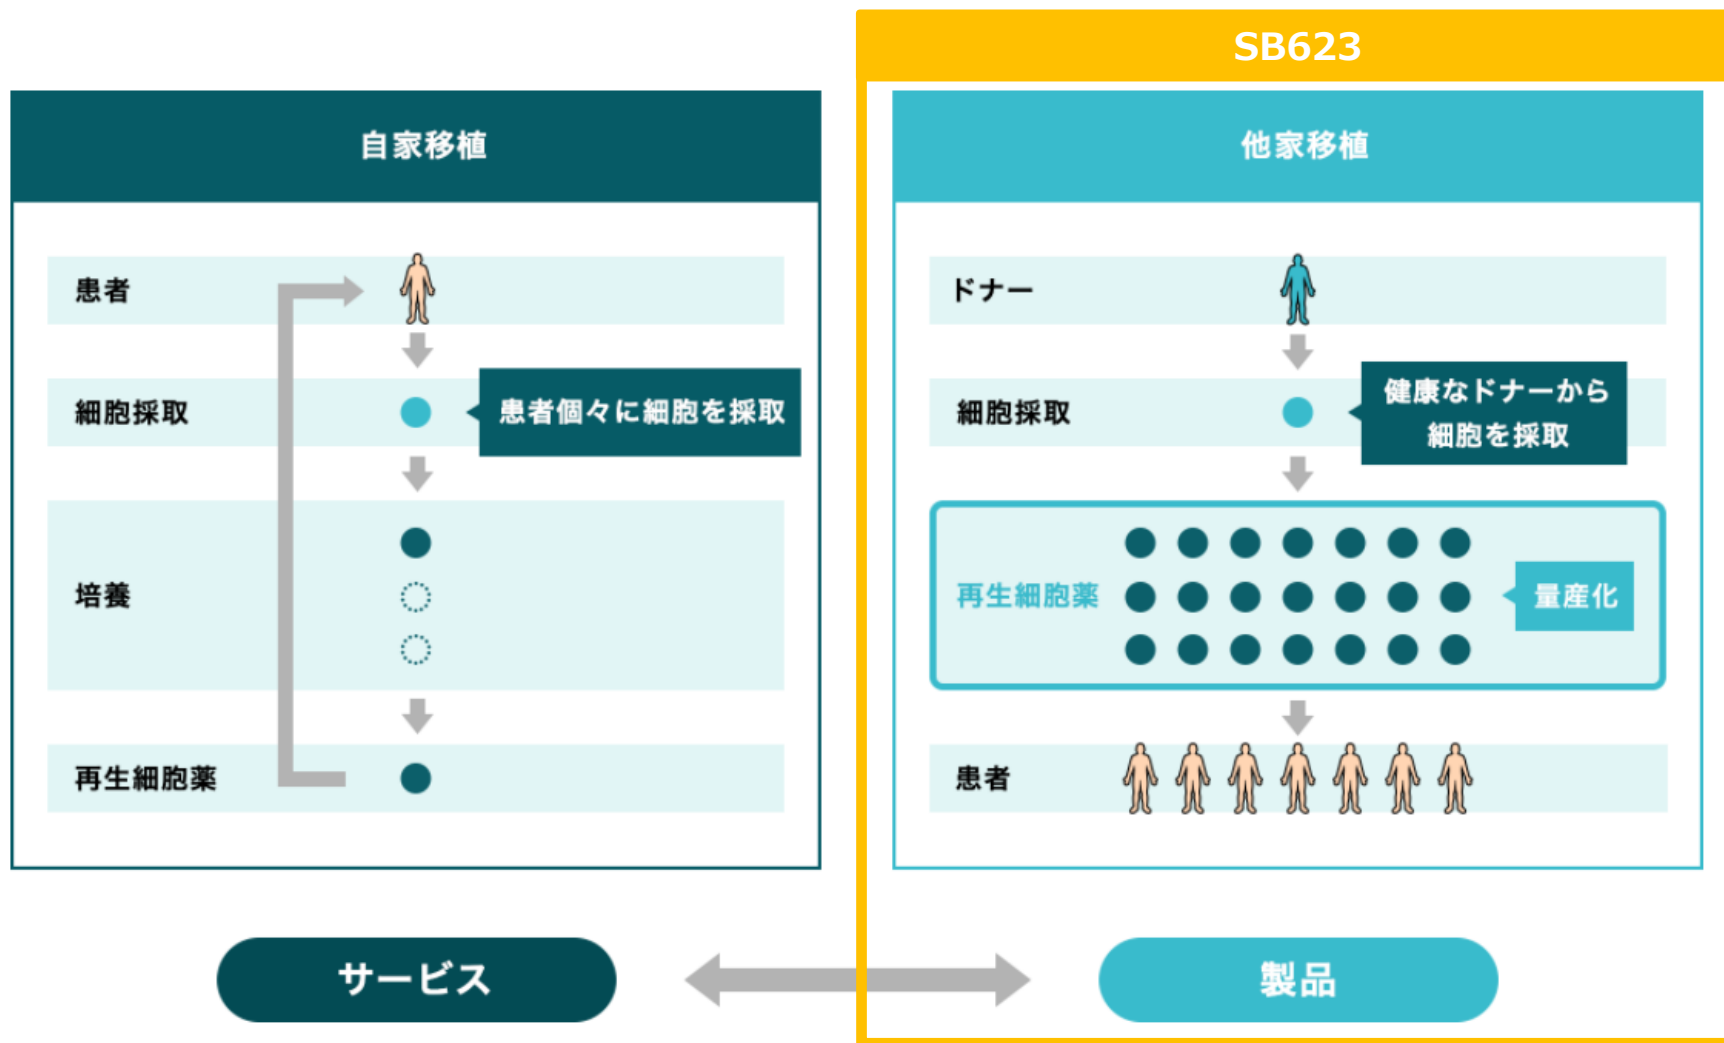 SB623
自家移植
患者
細胞採取
患者個々に細胞を採取
培養
再生細胞薬
サービス
他家移植
ドナー
細胞採取
健康なドナーから
細胞を採取
再生細胞薬
量産化
患者
製品